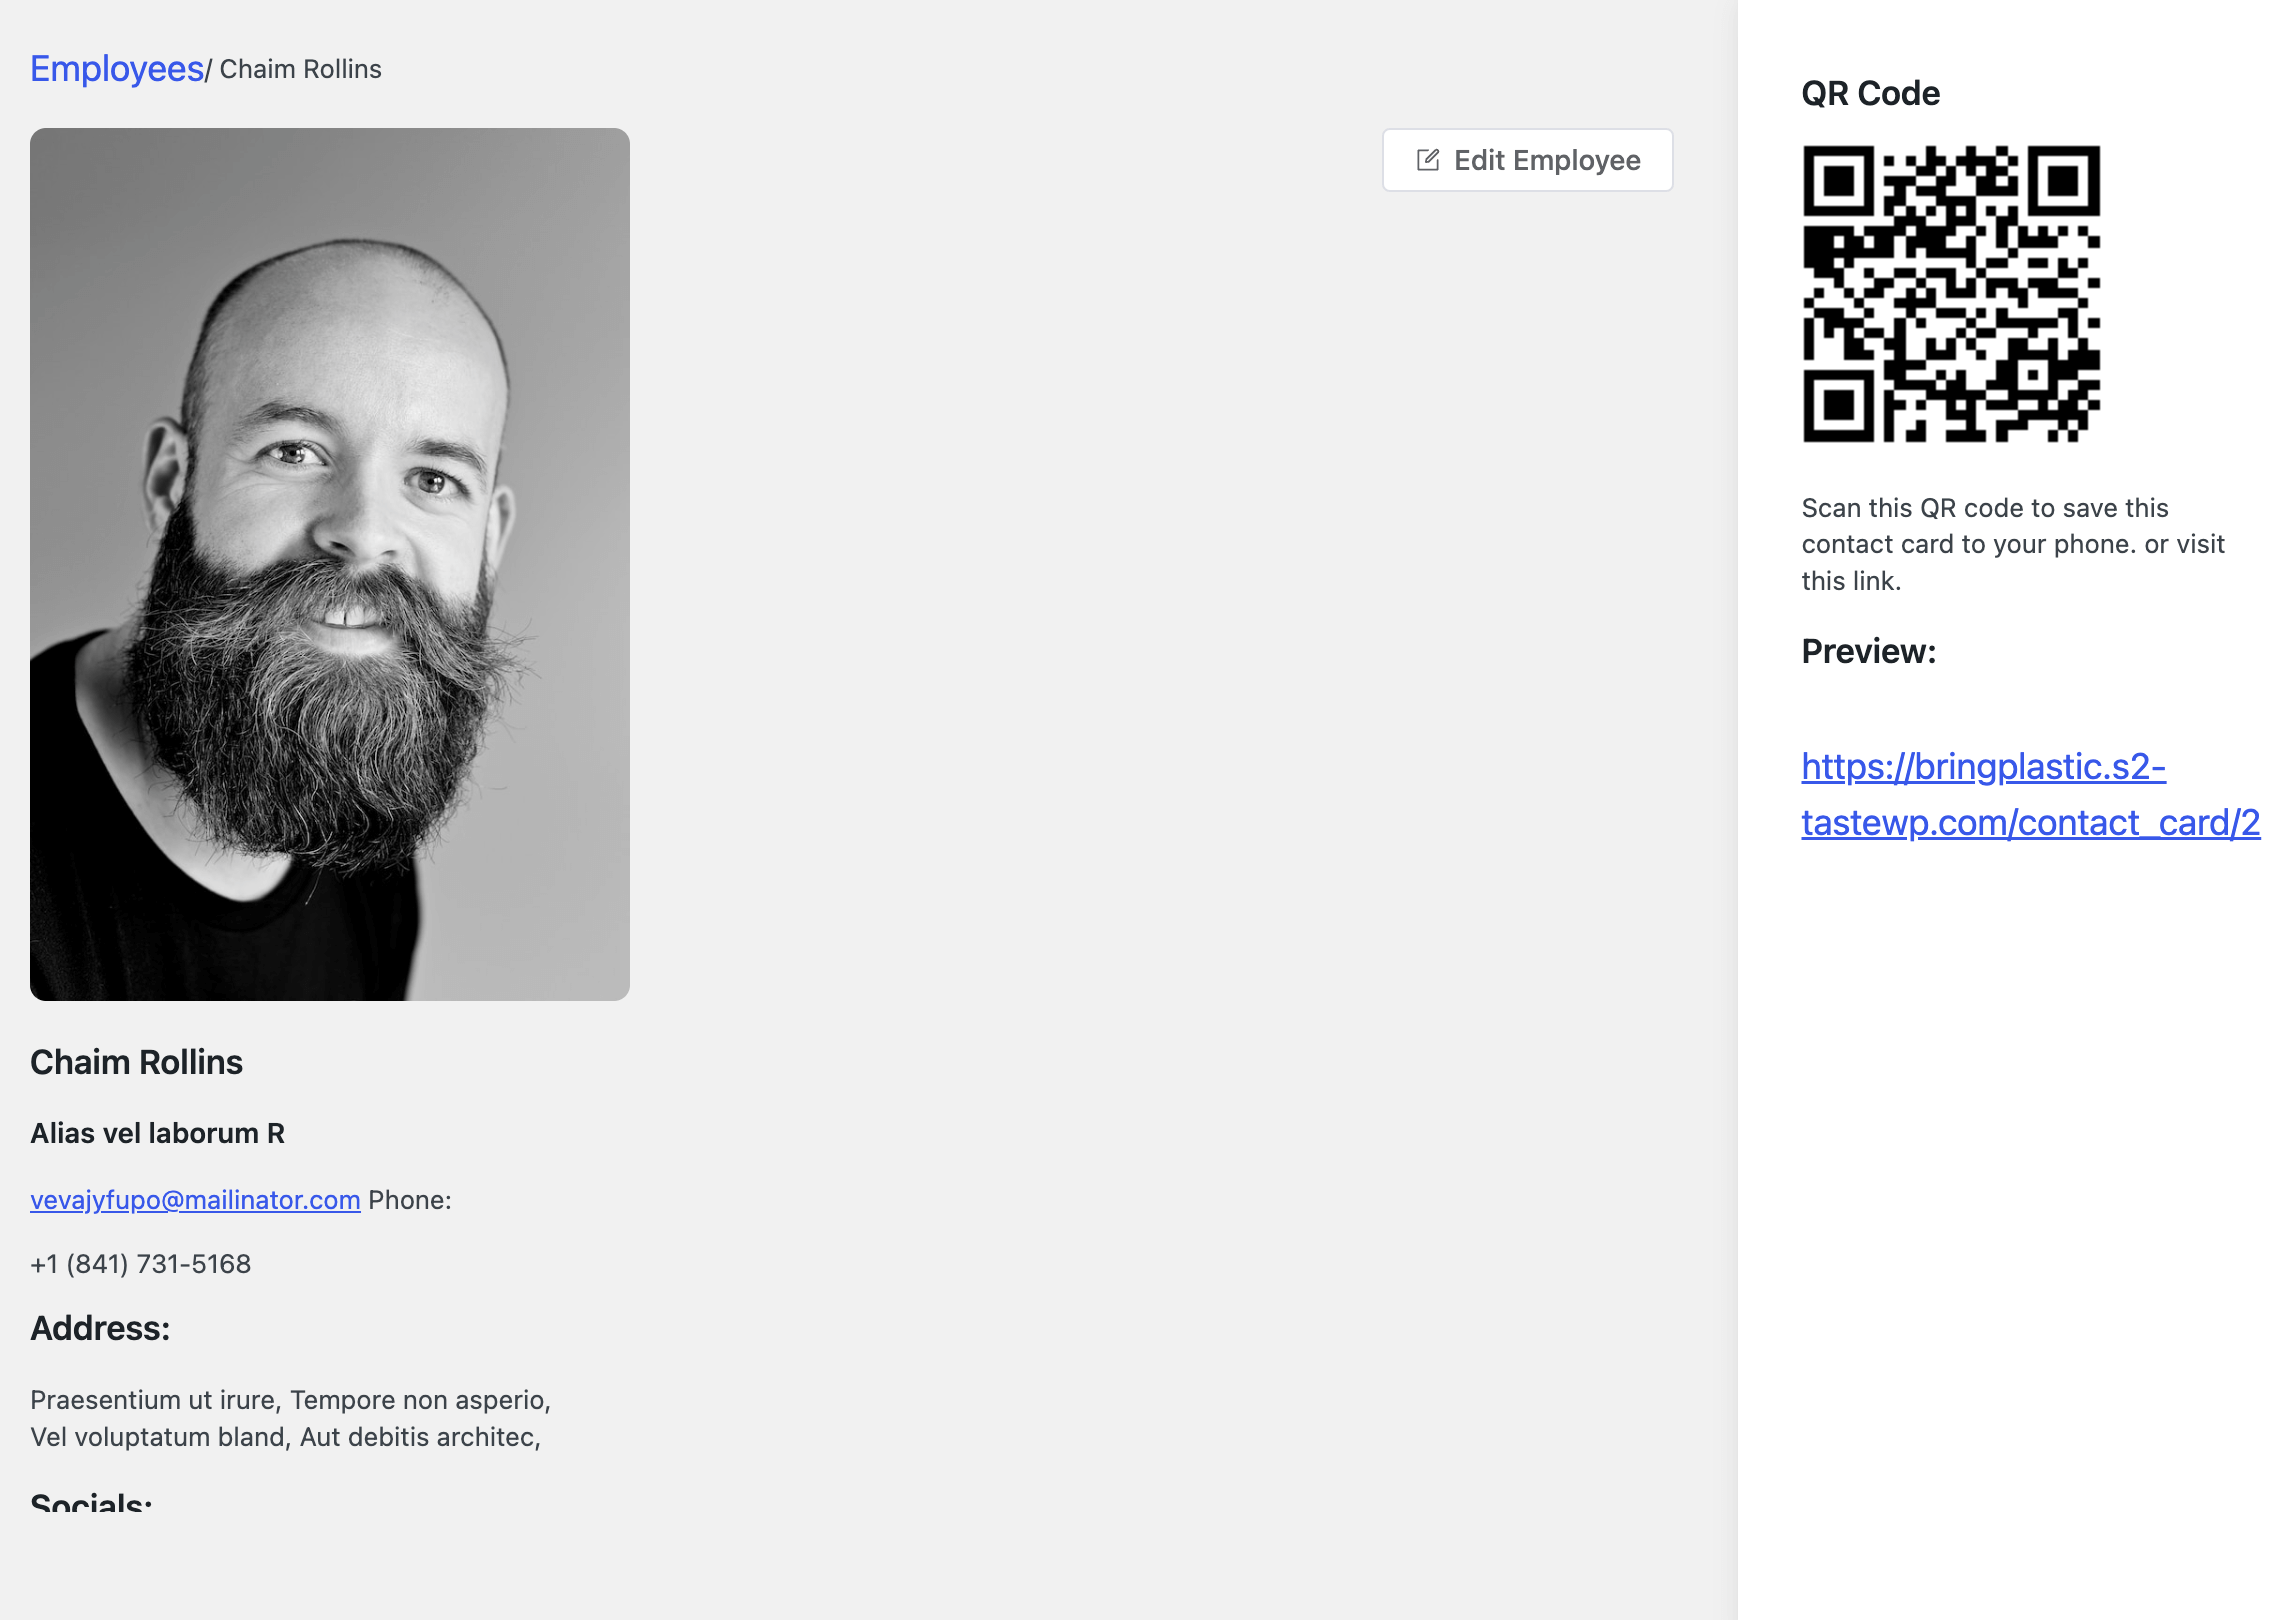 Employees/ Chaim Rollins
Edit Employee
Chaim Rollins
Alias vel laborum R
vevajyfupo@mailinator.com Phone:
+1 (841) 731-5168
Address:
Praesentium ut irure, Tempore non asperio,
Vel voluptatum bland, Aut debitis architec,
Socials:
QR Code
Scan this QR code to save this
contact card to your phone. or visit
this link.
Preview:
https://bringplastic.s2-
tastewp.com/contact_card/2